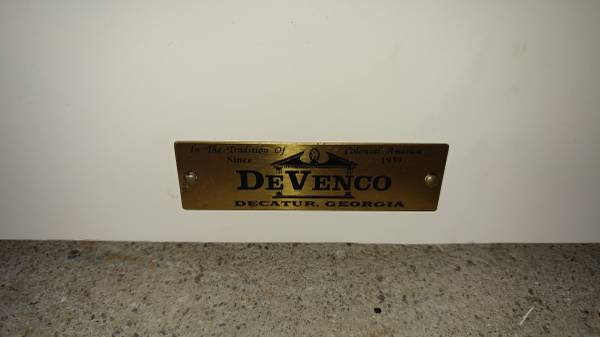 In The Tradition Of Colonial America
Since 1939
DEVENCO
DECATUR, GEORGIA